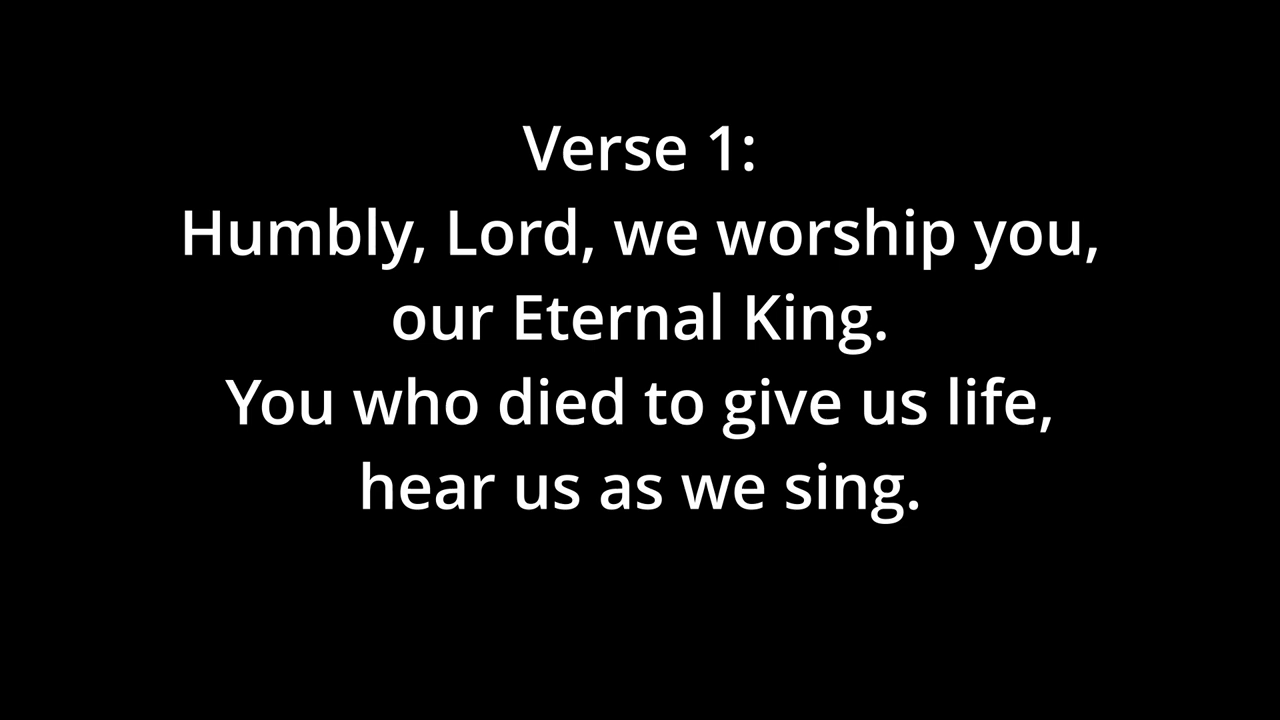 Verse 1:
Humbly, Lord, we worship you,
our Eternal King.
You who died to give us life,
hear us as we sing.